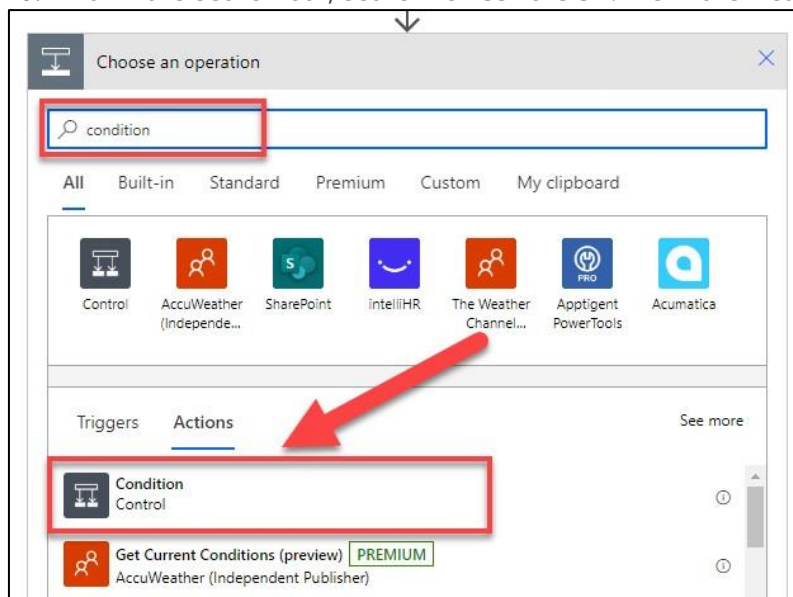 Choose an operation
condition
All Built-in Standard Premium Custom My clipboard
S
PRO
Control AccuWeather (Independe... SharePoint intelliHR The Weather Channel... Apptigent PowerTools Acumatica
Triggers Actions See more
Condition
Control
Get Current Conditions (preview) PREMIUM
AccuWeather (Independent Publisher)